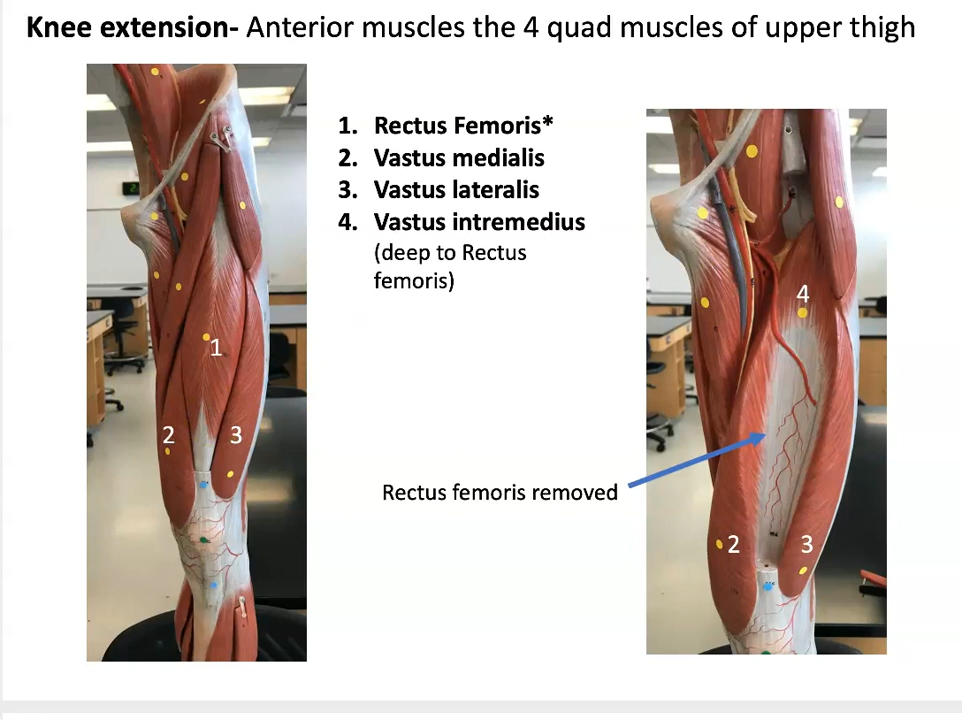 Knee extension- Anterior muscles the 4 quad muscles of upper thigh
1. Rectus Femoris*
2. Vastus medialis
3. Vastus lateralis
4. Vastus intremedius
(deep to Rectus
femoris)
1
2
3
4
Rectus femoris removed
2
3